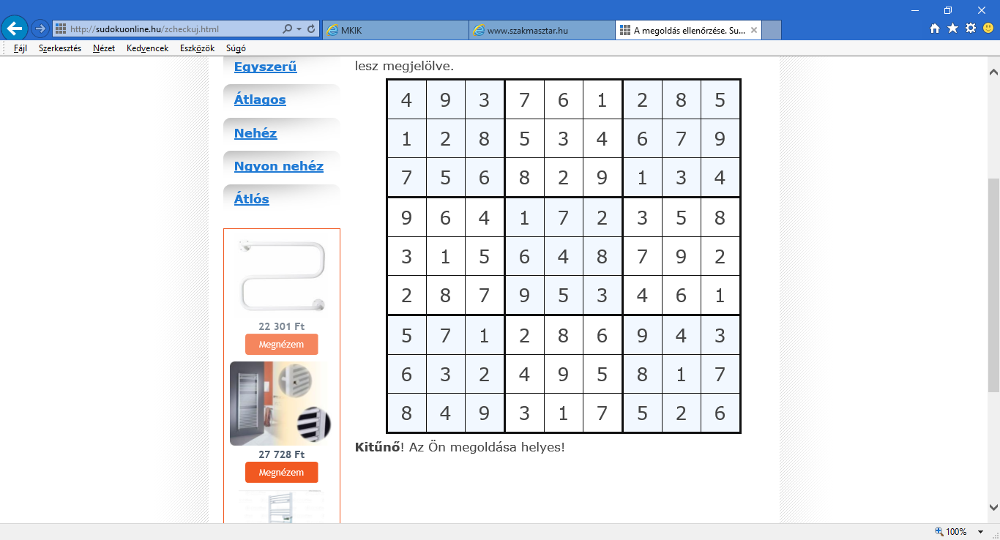 http://sudokuonline.hu/zcheckuj.html
MKIK
www.szakmasztar.hu
A megoldás ellenőrzése. Su...
Fájl Szerkesztés Nézet Kedvencek Eszközök Súgó
Egyszerű
Átlagos
Nehéz
Ngyon nehéz
Átlós
22 301 Ft
Megnézem
27 728 Ft
Megnézem
lesz megjelölve.
4 9 3 7 6 1 2 8 5
1 2 8 5 3 4 6 7 9
7 5 6 8 2 9 1 3 4
9 6 4 1 7 2 3 5 8
3 1 5 6 4 8 7 9 2
2 8 7 9 5 3 4 6 1
5 7 1 2 8 6 9 4 3
6 3 2 4 9 5 8 1 7
8 4 9 3 1 7 5 2 6
Kitűnő! Az Ön megoldása helyes!
100%